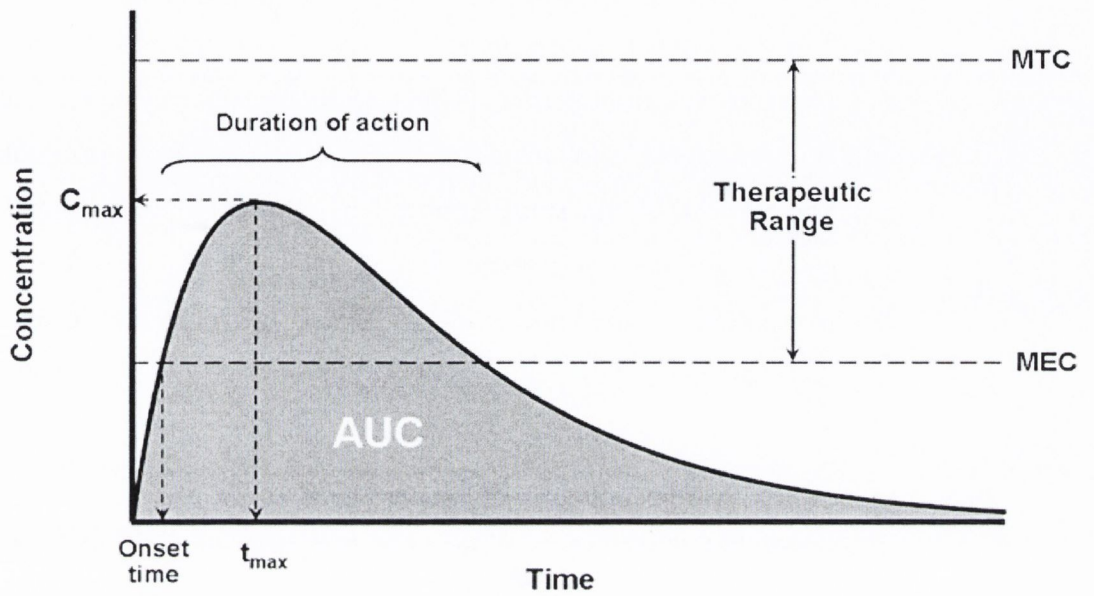 MTC
Duration of action
Cmax
Therapeutic
Range
Concentration
MEC
AUC
Onset
time
tmax
Time